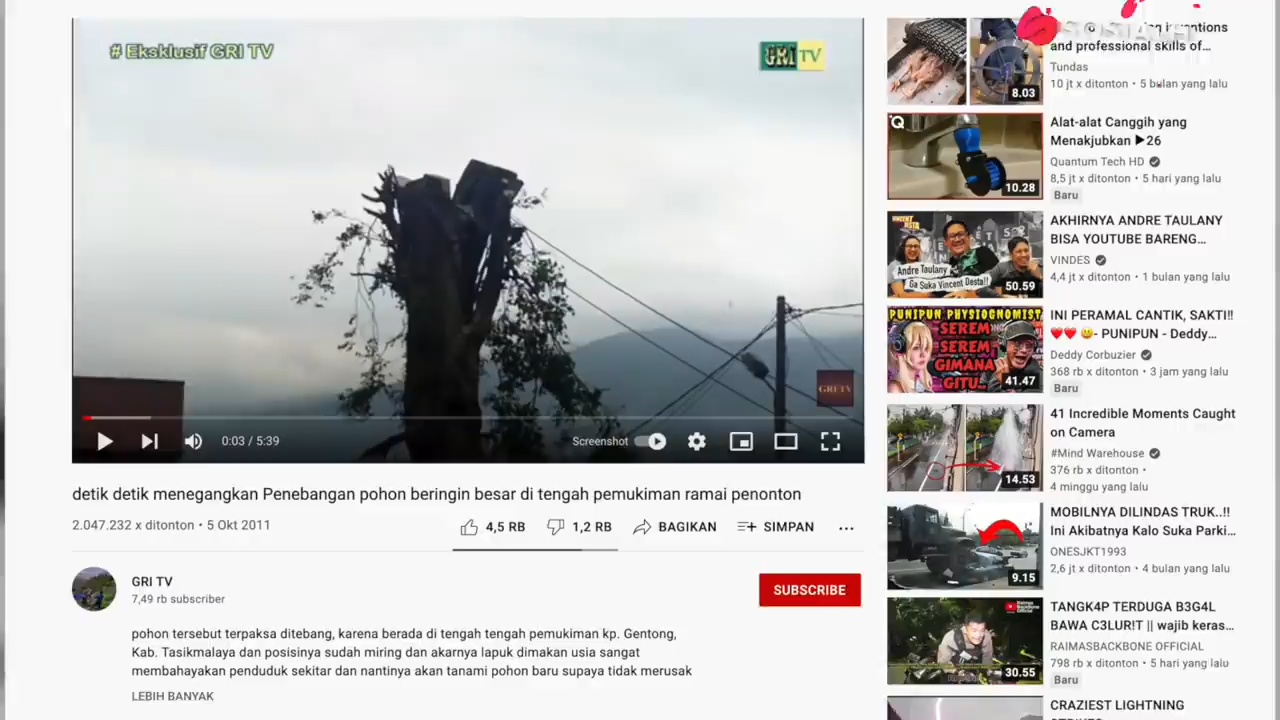 # Eksklusif GRI TV
GRI TV
GRI TV
0:03 / 5:39
Screenshot
detik detik menegangkan Penebangan pohon beringin besar di tengah pemukiman ramai penonton
2.047.232 x ditonton • 5 Okt 2011
4,5 RB
1,2 RB
BAGIKAN
SIMPAN
GRI TV
7,49 rb subscriber
SUBSCRIBE
pohon tersebut terpaksa ditebang, karena berada di tengah tengah pemukiman kp. Gentong,
Kab. Tasikmalaya dan posisinya sudah miring dan akarnya lapuk dimakan usia sangat
membahayakan penduduk sekitar dan nantinya akan tanami pohon baru supaya tidak merusak
LEBIH BANYAK
inventions
and professional skills of…
Tundas
10 jt x ditonton • 5 bulan yang lalu
8.03
Alat-alat Canggih yang
Menakjubkan ▶26
Quantum Tech HD
8,5 jt x ditonton • 5 hari yang lalu
Baru
10.28
AKHIRNYA ANDRE TAULANY
BISA YOUTUBE BARENG…
VINDES
4,4 jt x ditonton • 1 bulan yang lalu
Andre Taulany
Ga Suka Vincent Desta!!
50.59
INI PERAMAL CANTIK, SAKTI!!
❤❤😀- PUNIPUN - Deddy…
Deddy Corbuzier
368 rb x ditonton • 3 jam yang lalu
Baru
PUNIPUN PHYSIOGNOMIST
SEREM
SEREM
GIMANA
GITU..
41.47
41 Incredible Moments Caught
on Camera
#Mind Warehouse
376 rb x ditonton •
4 minggu yang lalu
14.53
MOBILNYA DILINDAS TRUK..!!
Ini Akibatnya Kalo Suka Parki…
ONESJKT1993
2,6 jt x ditonton • 4 bulan yang lalu
9.15
TANGK4P TERDUGA B3G4L
BAWA C3LUR!T || wajib keras…
RAIMASBACKBONE OFFICIAL
798 rb x ditonton • 5 hari yang lalu
Baru
30.55
CRAZIEST LIGHTNING